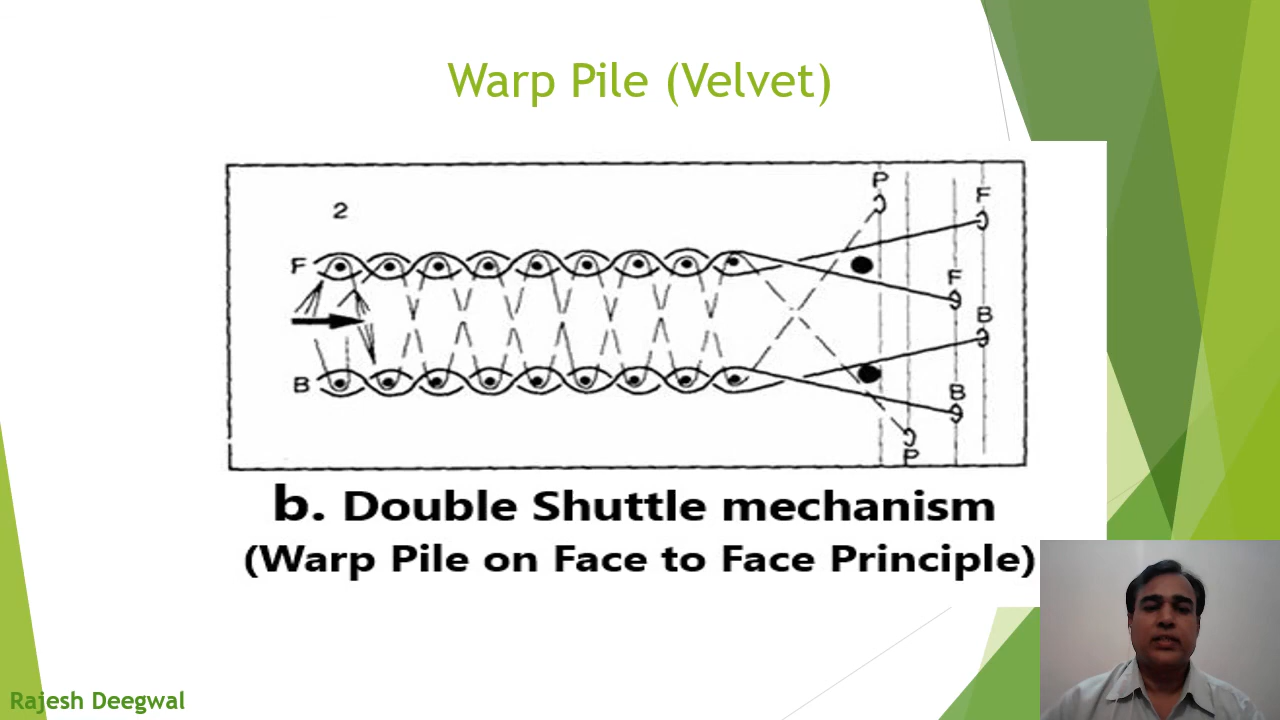 Warp Pile (Velvet)
P
F
2
F
F
B
B
B
P
b. Double Shuttle mechanism
(Warp Pile on Face to Face Principle)
Rajesh Deegwal